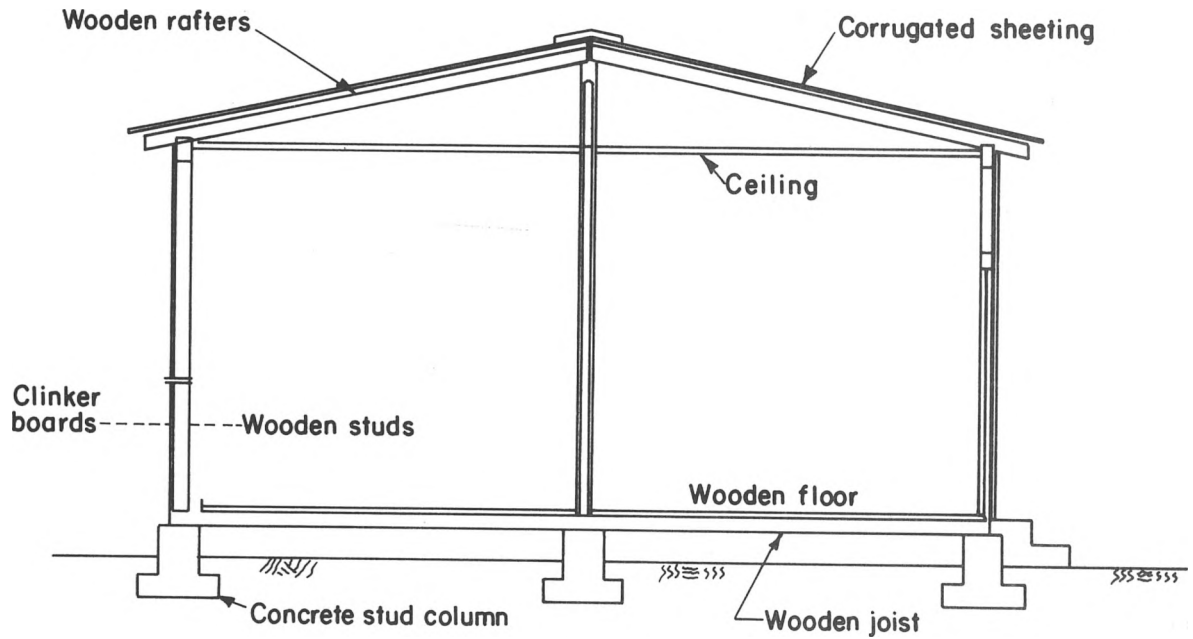 Wooden rafters
Corrugated sheeting
Ceiling
Clinker
boards
Wooden studs
Wooden floor
Concrete stud column
Wooden joist